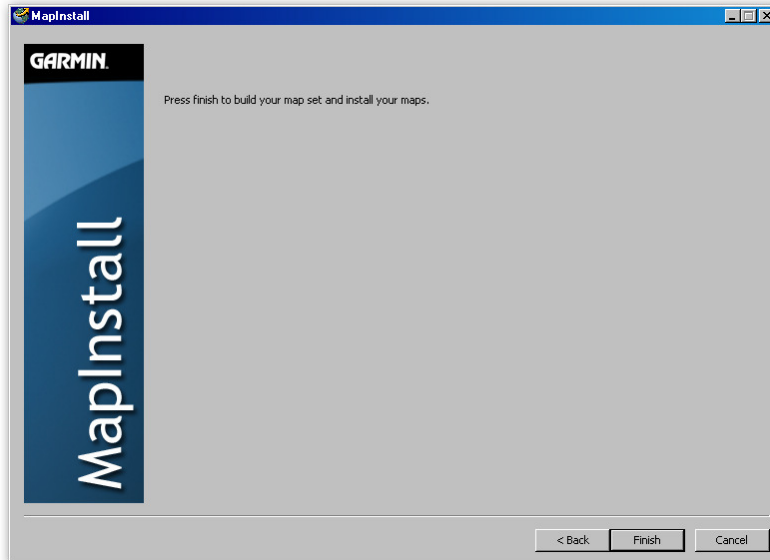 MapInstall
GARMIN.
Press finish to build your map set and install your maps.
MapInstall
< Back
Finish
Cancel